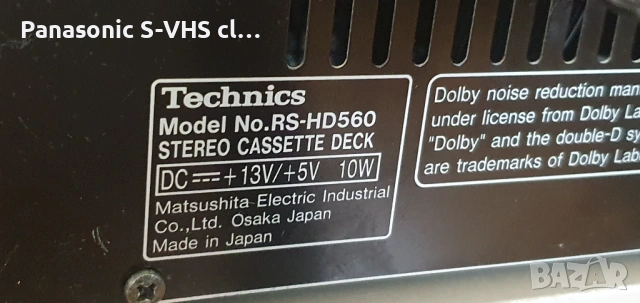 Panasonic S-VHS cl...
Technics
Model No.RS-HD560
STEREO CASSETTE DECK
DC +13V/+5V 10W
Matsushita Electric Industrial
Co.,Ltd. Osaka Japan
Made in Japan
Dolby noise reduction man
under license from Dolby La
"Dolby" and the double-D sy
are trademarks of Dolby Lab
BAZAR